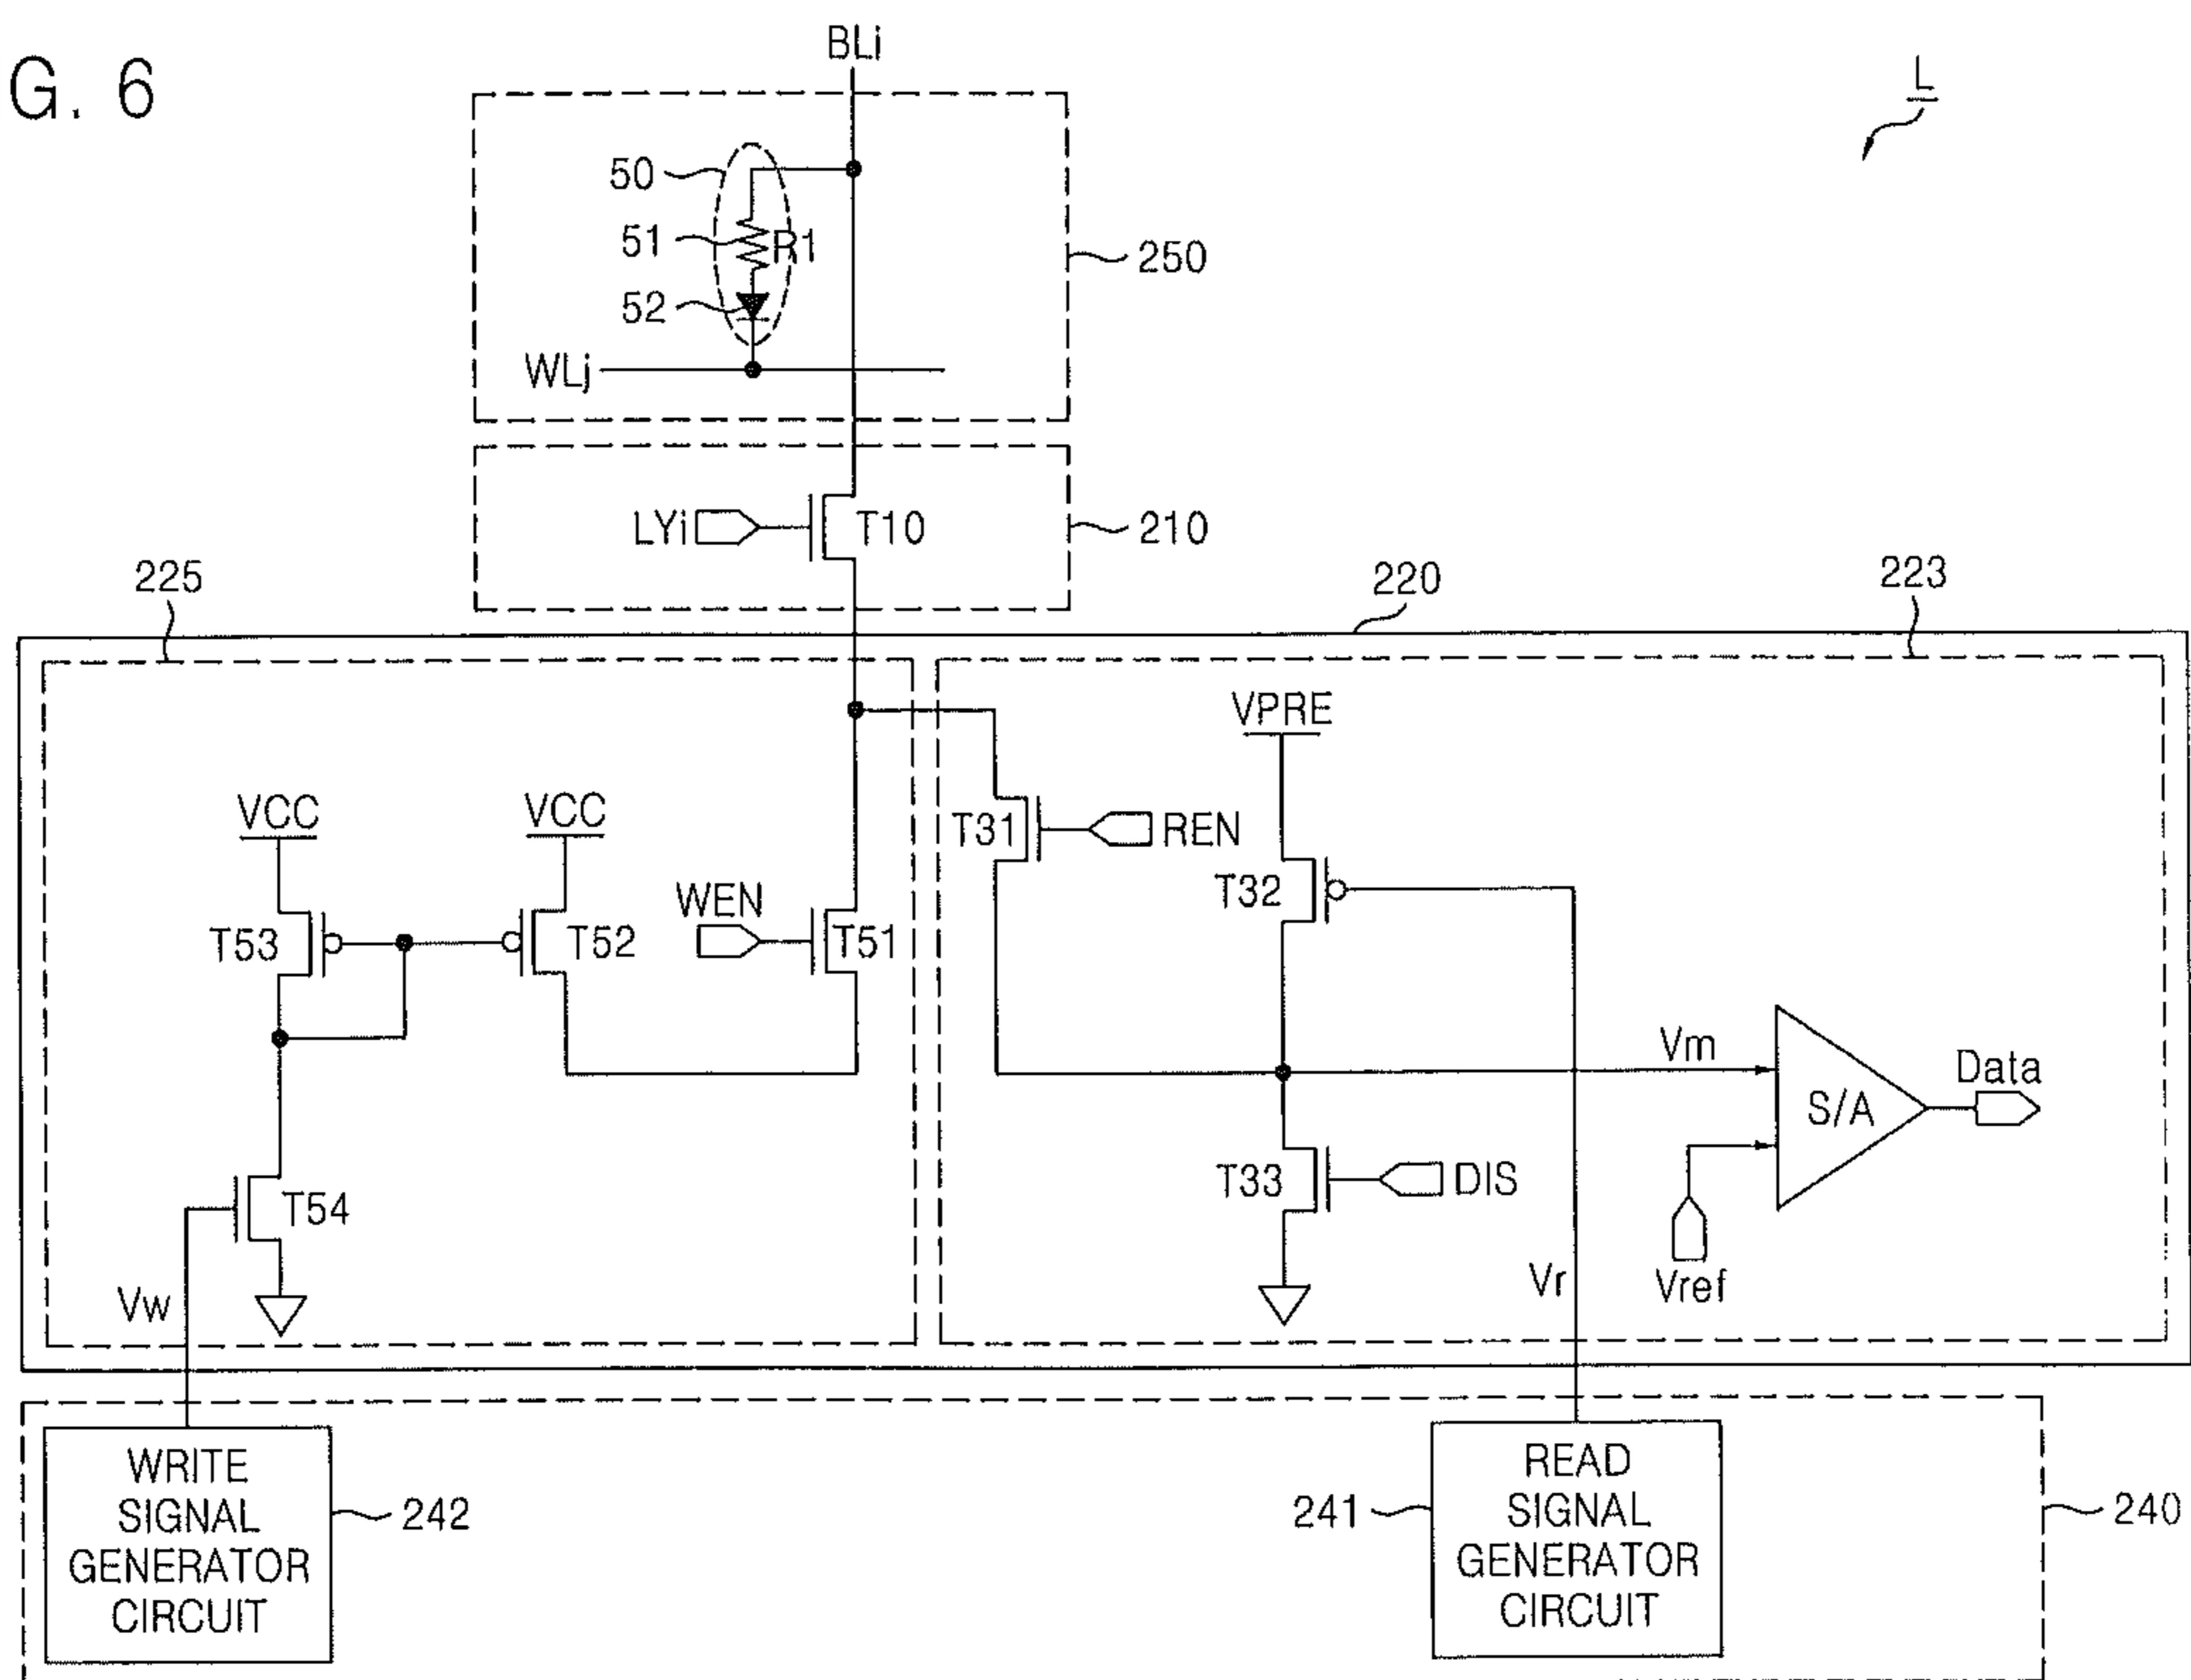 G. 6
BLi
L
50
51
R1
52
250
WLj
LYi
T10
210
225
220
223
VPRE
VCC
VCC
T31
REN
T32
WEN
T53
T52
T51
Vm
Data
S/A
T33
DIS
T54
Vw
Vr
Vref
WRITE
SIGNAL
GENERATOR
CIRCUIT
242
241
READ
SIGNAL
GENERATOR
CIRCUIT
240